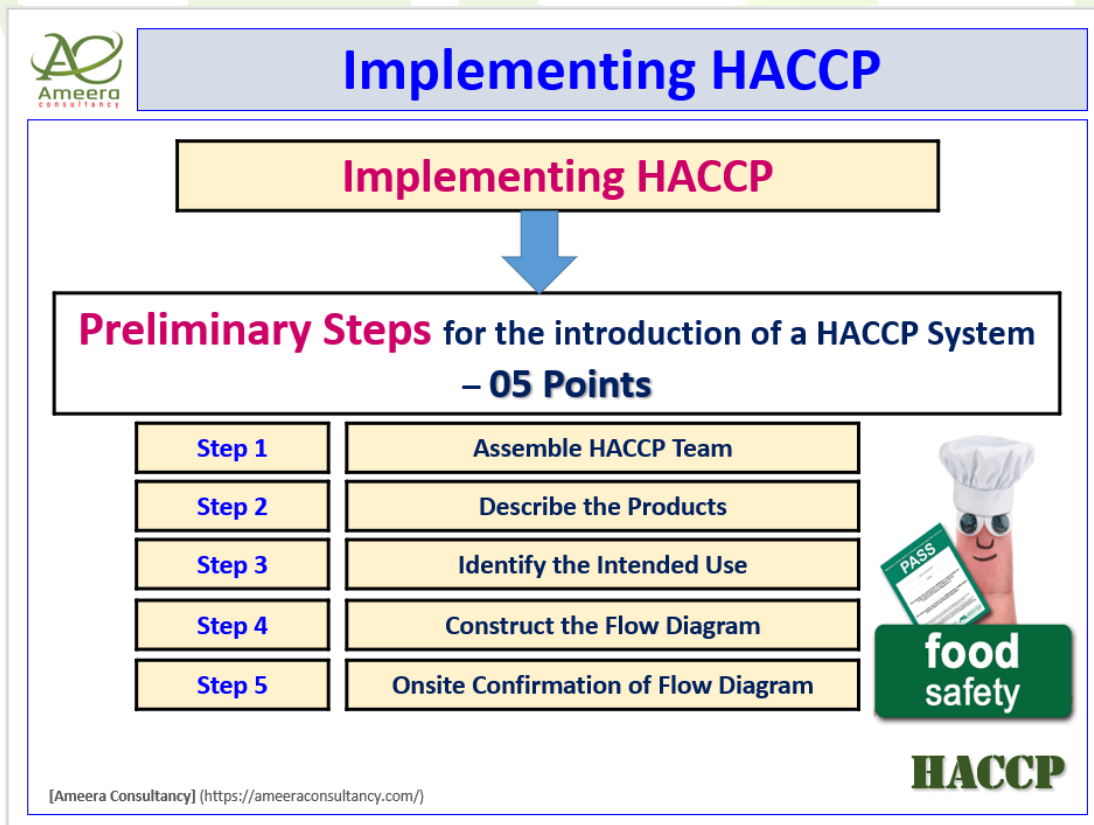 AC
Ameera
consultancy
Implementing HACCP
Implementing HACCP
Preliminary Steps for the introduction of a HACCP System
– 05 Points
Step 1 Assemble HACCP Team
Step 2 Describe the Products
Step 3 Identify the Intended Use
Step 4 Construct the Flow Diagram
Step 5 Onsite Confirmation of Flow Diagram
PASS
food
safety
HACCP
[Ameera Consultancy] (https://ameeraconsultancy.com/)